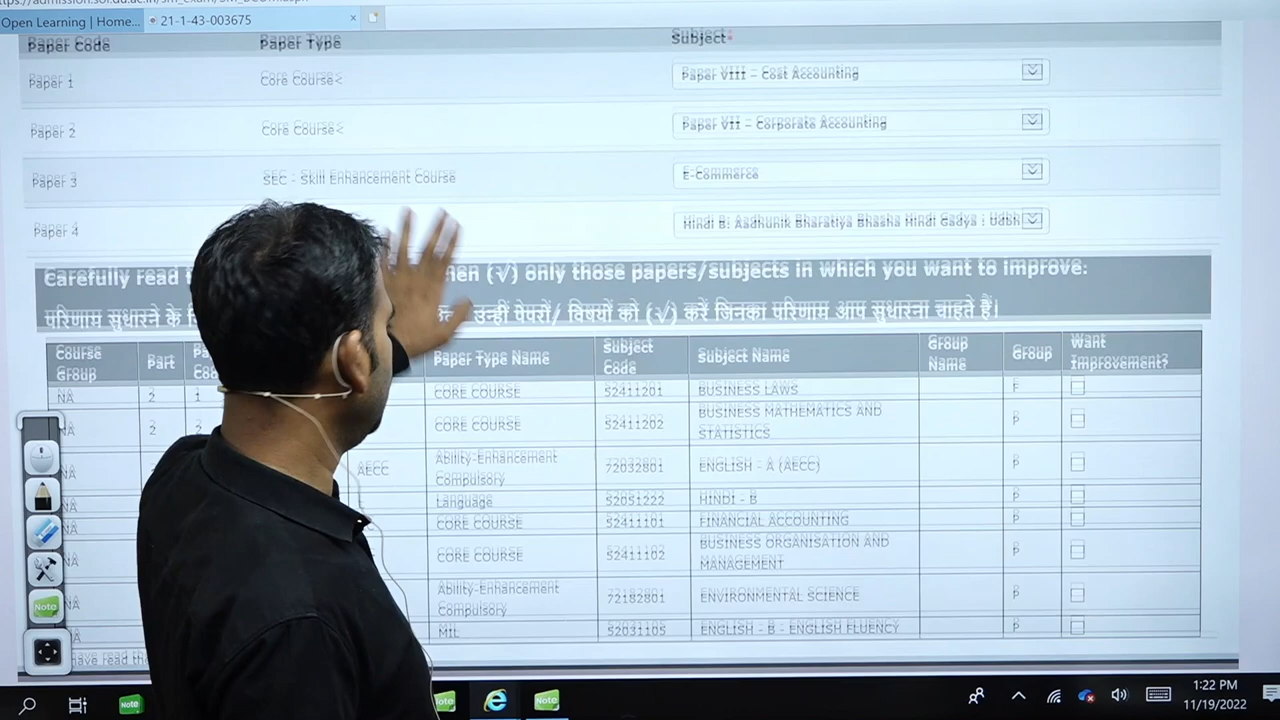 Open Learning | Home...
21-1-43-003675
Paper Code Paper Type Subject*
Paper 1 Core Course< Paper VIII - Cost Accounting
Paper 2 Core Course< Paper VII - Corporate Accounting
Paper 3 SEC - Skill Enhancement Course E-Commerce
Paper 4 Hindi B: Aadhunik Bharatiya Bhasha Hindi Gadya : Udbh
Carefully read (√) only those papers/subjects in which you want to improve:
परिणाम सुधारने के उन्हीं पेपरों/ विषयों को (√) करें जिनका परिणाम आप सुधारना चाहते हैं।
Course Group Part Paper Type Name Subject Code Subject Name Group Name Group Want Improvement?
NA 2 1 CORE COURSE 52411201 BUSINESS LAWS P
NA 2 2 CORE COURSE 52411202 BUSINESS MATHEMATICS AND STATISTICS P
NA AECC Ability-Enhancement Compulsory 72032801 ENGLISH - A (AECC) P
NA Language 52051222 HINDI - B P
NA CORE COURSE 52411101 FINANCIAL ACCOUNTING P
NA CORE COURSE 52411102 BUSINESS ORGANISATION AND MANAGEMENT P
NA Ability-Enhancement Compulsory 72182801 ENVIRONMENTAL SCIENCE P
MIL 52031105 ENGLISH - B - ENGLISH FLUENCY P
have read
Note
Note
Note
1:22 PM
11/19/2022